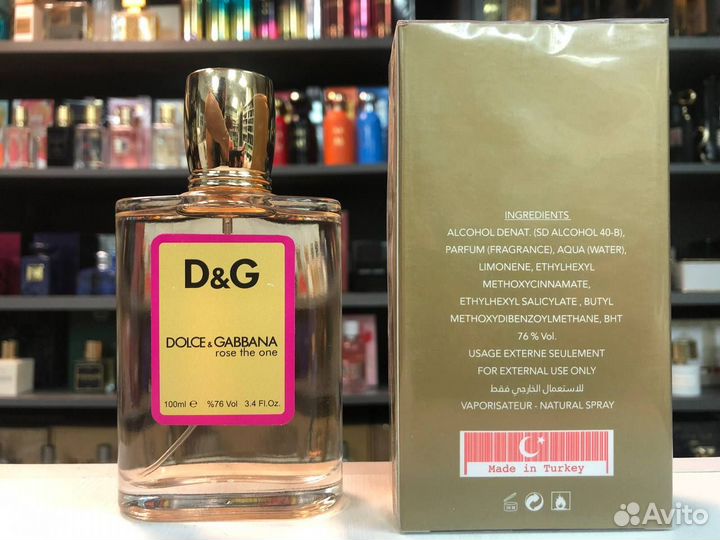 D&G
DOLCE & GABBANA
rose the one
100ml e %76 Vol 3.4 Fl.Oz.
INGREDIENTS
ALCOHOL DENAT. (SD ALCOHOL 40-B),
PARFUM (FRAGRANCE), AQUA (WATER),
LIMONENE, ETHYLHEXYL
METHOXYCINNAMATE,
ETHYLHEXYL SALICYLATE , BUTYL
METHOXYDIBENZOYLMETHANE, BHT
76 % Vol.
USAGE EXTERNE SEULEMENT
FOR EXTERNAL USE ONLY
للاستعمال الخارجي فقط
VAPORISATEUR - NATURAL SPRAY
Made in Turkey
Avito